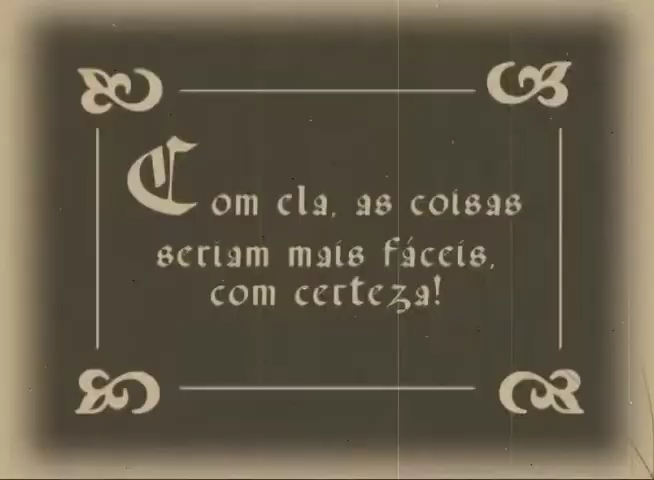 Com ela, as coisas
seriam mais fáceis,
com certeza!